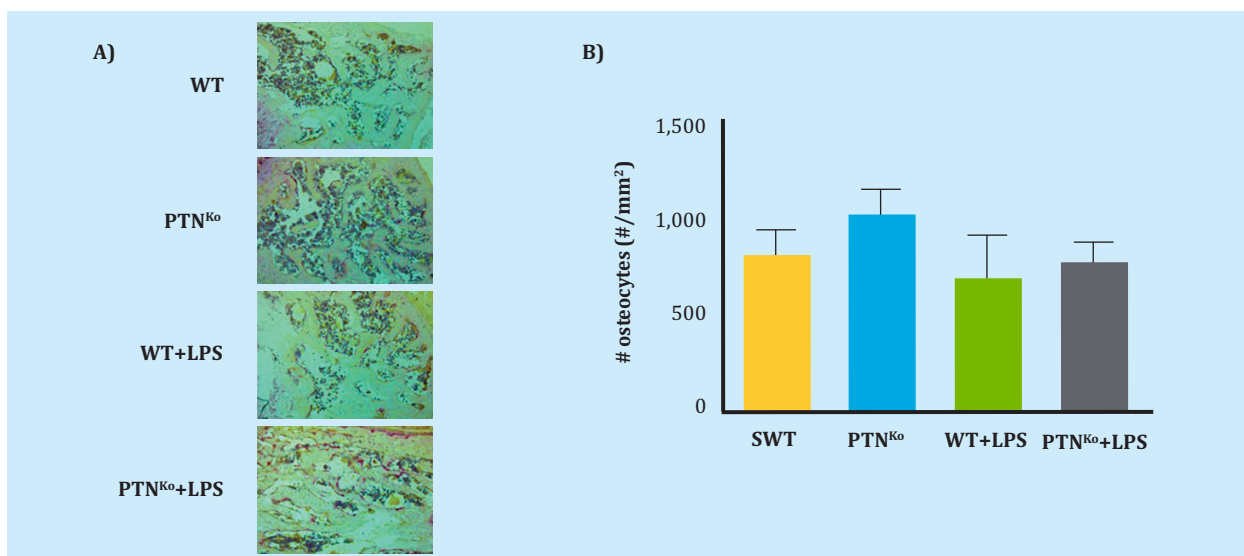 A)
WT
PTNᴷᵒ
WT+LPS
PTNᴷᵒ+LPS
B)
# osteocytes (#/mm²)
1,500
1,000
500
0
SWT
PTNᴷᵒ
WT+LPS
PTNᴷᵒ+LPS